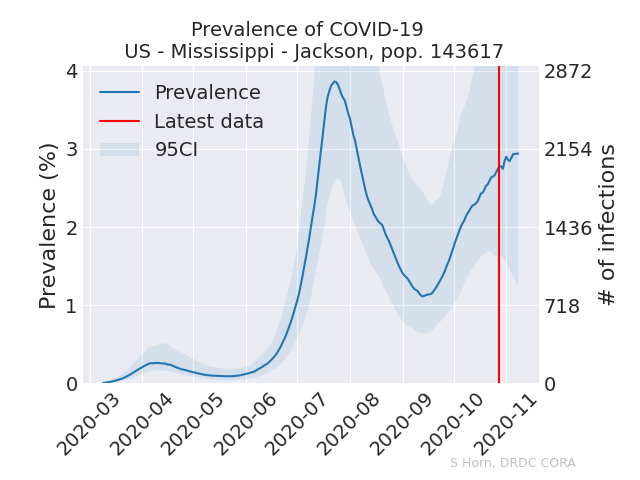 Prevalence of COVID-19
US - Mississippi - Jackson, pop. 143617
Prevalence
Latest data
95CI
Prevalence (%)
4
3
2
1
0
# of infections
2872
2154
1436
718
0
2020-03
2020-04
2020-05
2020-06
2020-07
2020-08
2020-09
2020-10
2020-11
S Horn, DRDC CORA